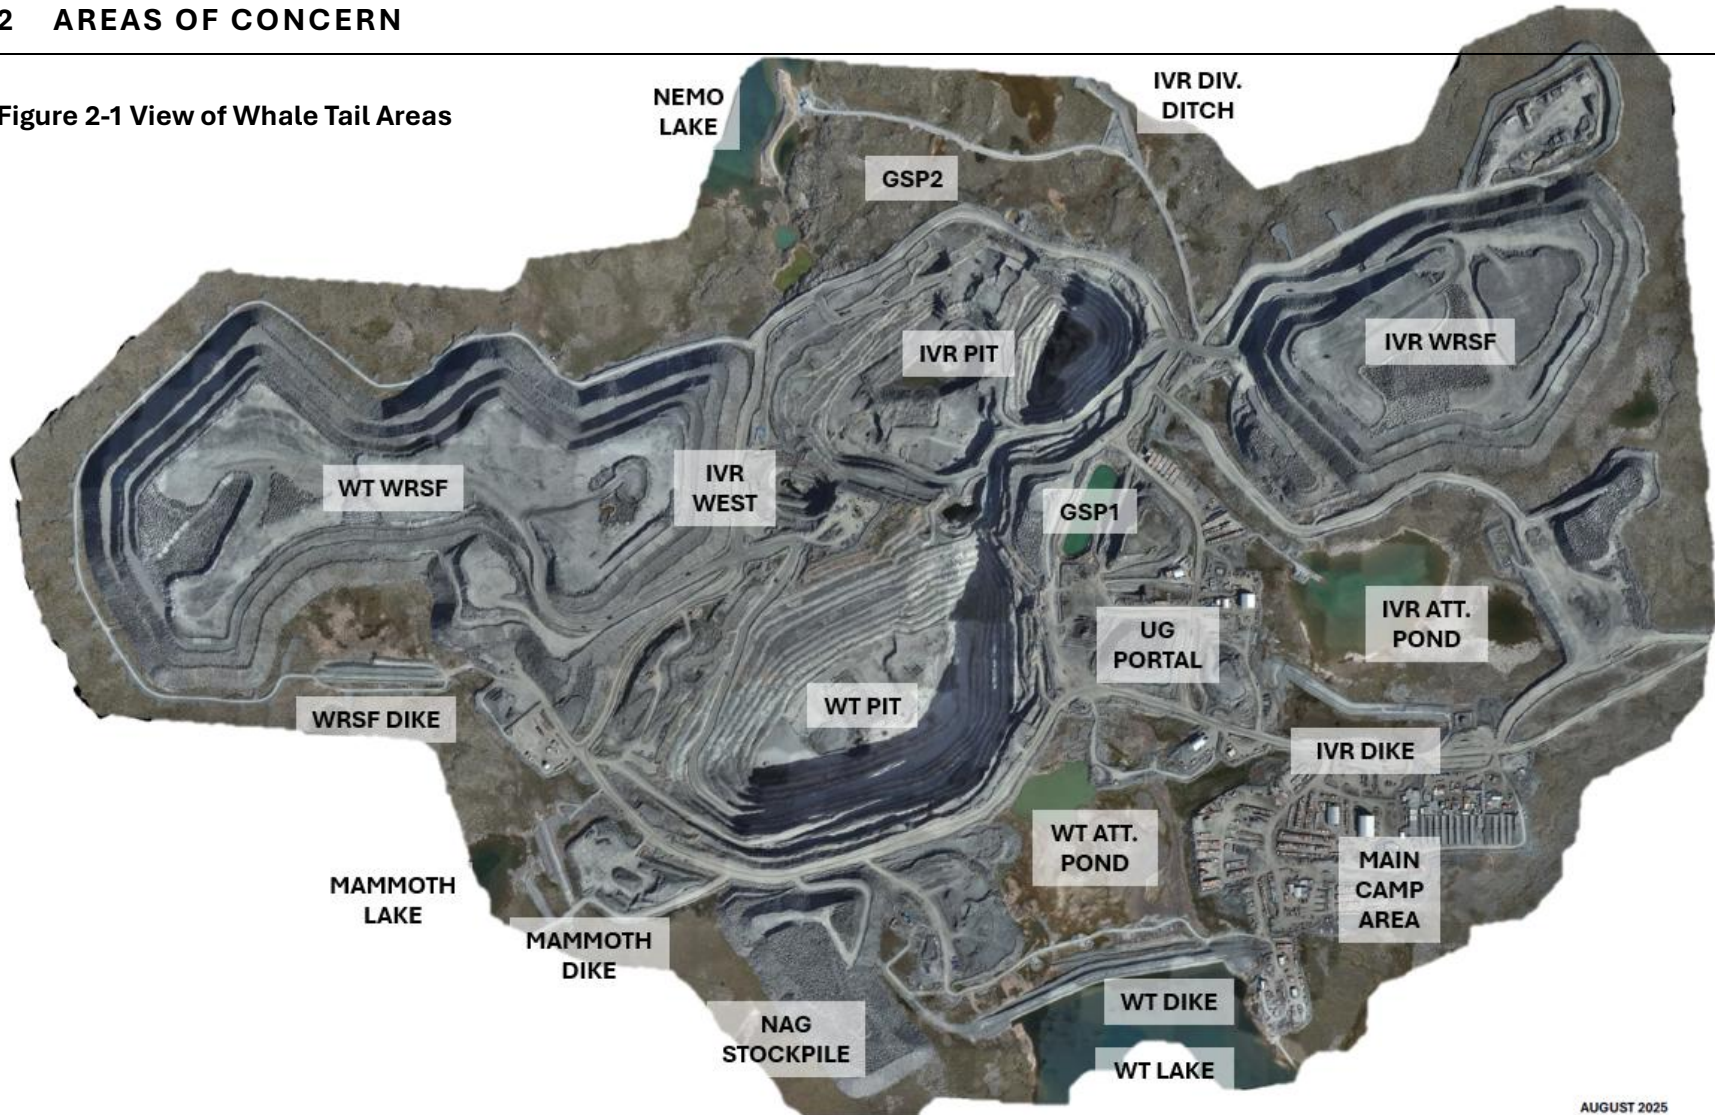 2 AREAS OF CONCERN
Figure 2-1 View of Whale Tail Areas
NEMO
LAKE
IVR DIV.
DITCH
GSP2
IVR PIT
IVR WRSF
WT WRSF
IVR
WEST
GSP1
IVR ATT.
POND
UG
PORTAL
WT PIT
WRSF DIKE
IVR DIKE
WT ATT.
POND
MAIN
CAMP
AREA
MAMMOTH
LAKE
MAMMOTH
DIKE
WT DIKE
NAG
STOCKPILE
WT LAKE
AUGUST 2025